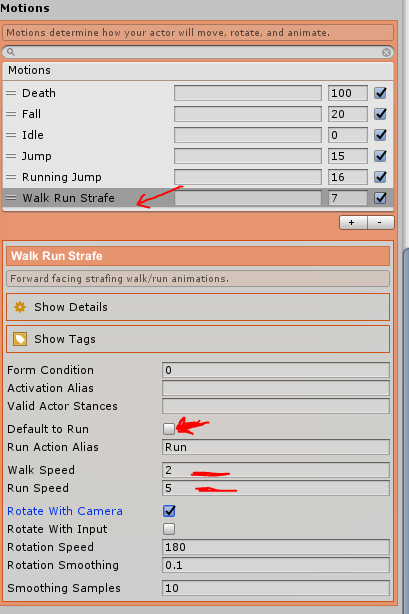 Motions
Motions determine how your actor will move, rotate, and animate.
Motions
Death 100
Fall 20
Idle 0
Jump 15
Running Jump 16
Walk Run Strafe 7
+ -
Walk Run Strafe
Forward facing strafing walk/run animations.
Show Details
Show Tags
Form Condition 0
Activation Alias
Valid Actor Stances
Default to Run
Run Action Alias Run
Walk Speed 2
Run Speed 5
Rotate With Camera
Rotate With Input
Rotation Speed 180
Rotation Smoothing 0.1
Smoothing Samples 10